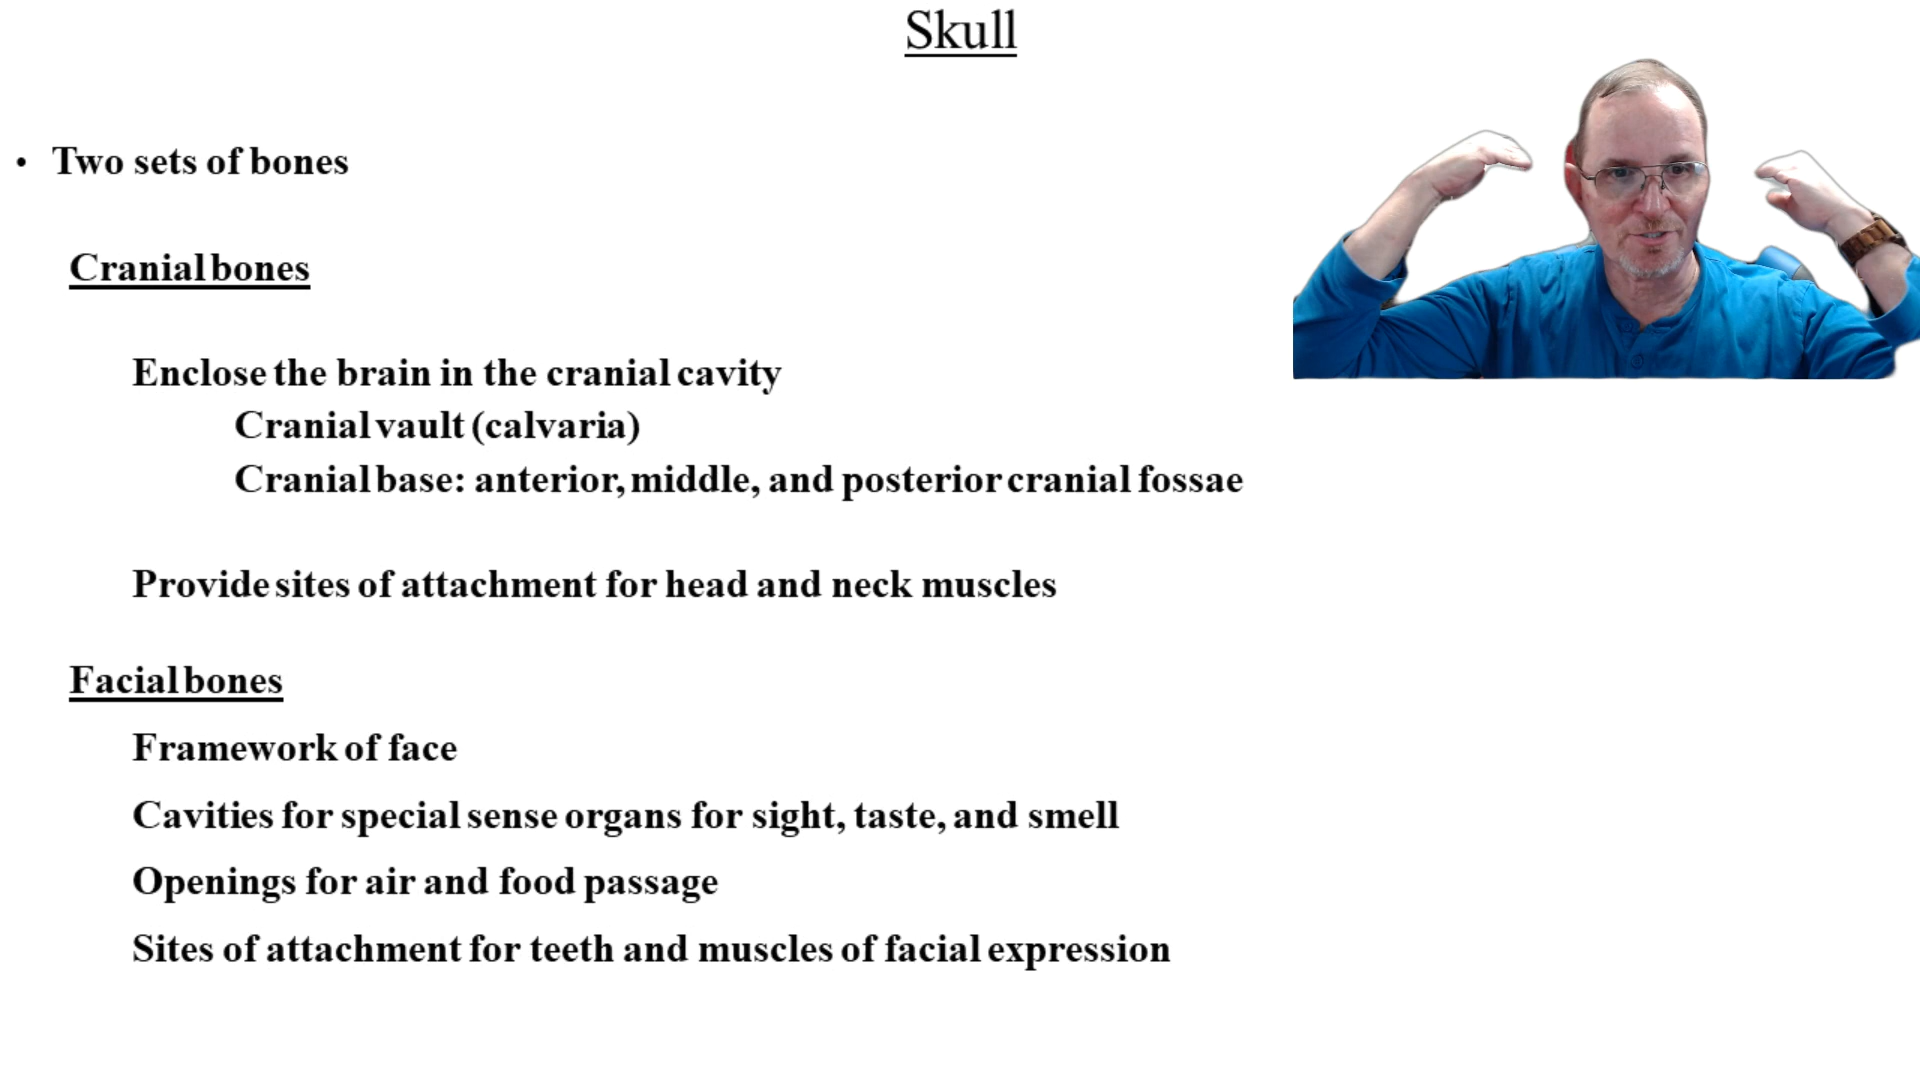 Skull
• Two sets of bones
Cranial bones
Enclose the brain in the cranial cavity
Cranial vault (calvaria)
Cranial base: anterior, middle, and posterior cranial fossae
Provide sites of attachment for head and neck muscles
Facial bones
Framework of face
Cavities for special sense organs for sight, taste, and smell
Openings for air and food passage
Sites of attachment for teeth and muscles of facial expression